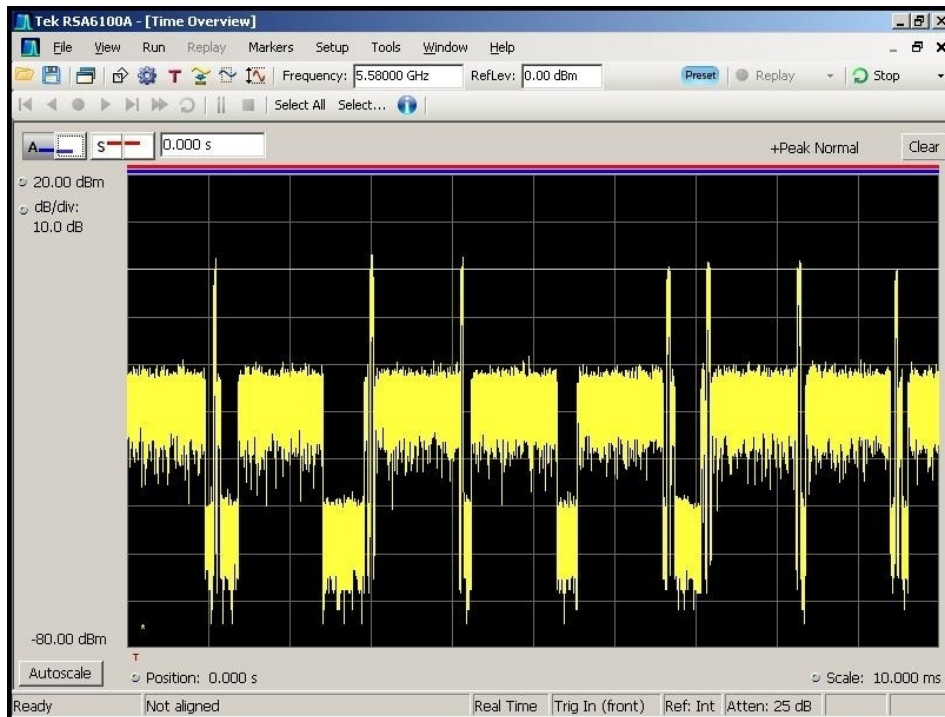 Tek RSA6100A - [Time Overview]
File View Run Replay Markers Setup Tools Window Help
T Frequency: 5.58000 GHz RefLev: 0.00 dBm Preset Replay Stop
Select All Select...
A S 0.000 s +Peak Normal Clear
20.00 dBm
dB/div:
10.0 dB
-80.00 dBm
T
Autoscale Position: 0.000 s Scale: 10.000 ms
Ready Not aligned Real Time Trig In (front) Ref: Int Atten: 25 dB